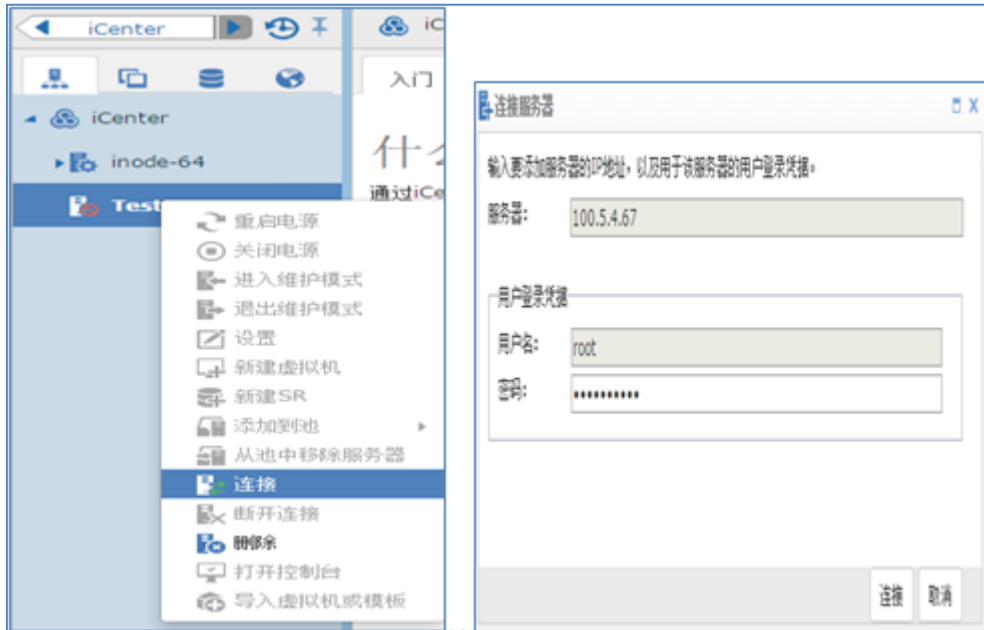 iCenter
iC
入门
iCenter
什么
inode-64
通过iCe
Test
重启电源
关闭电源
进入维护模式
退出维护模式
设置
新建虚拟机
新建SR
添加到池
从池中移除服务器
连接
断开连接
删除
打开控制台
导入虚拟机或模板
连接服务器
输入要添加服务器的IP地址，以及用于该服务器的用户登录凭据。
服务器：
100.5.4.67
用户登录凭据
用户名：
root
密码：
••••••••••
连接 取消